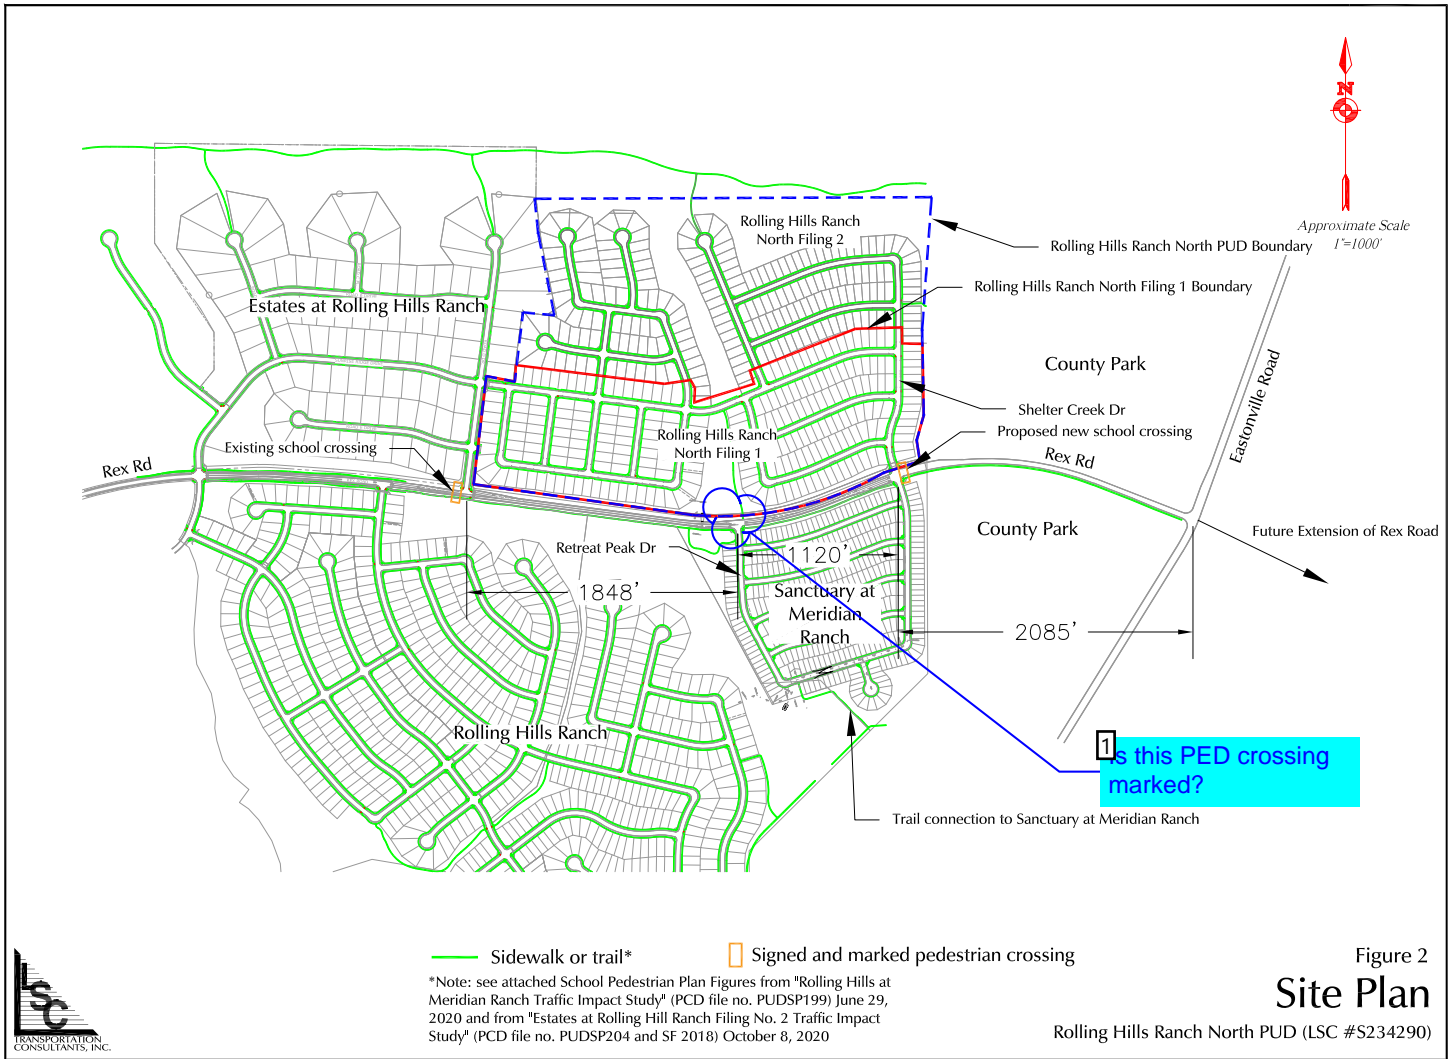 N
Approximate Scale
1"=1000'
Rolling Hills Ranch
North Filing 2
Rolling Hills Ranch North PUD Boundary
Rolling Hills Ranch North Filing 1 Boundary
Estates at Rolling Hills Ranch
County Park
Eastonville Road
Shelter Creek Dr
Proposed new school crossing
Rolling Hills Ranch
North Filing 1
Existing school crossing
Rex Rd
Rex Rd
County Park
Future Extension of Rex Road
Retreat Peak Dr
1120'
1848'
Sanctuary at
Meridian
Ranch
2085'
Rolling Hills Ranch
1
Is this PED crossing
marked?
Trail connection to Sanctuary at Meridian Ranch
Sidewalk or trail*
Signed and marked pedestrian crossing
*Note: see attached School Pedestrian Plan Figures from "Rolling Hills at
Meridian Ranch Traffic Impact Study" (PCD file no. PUDSP199) June 29,
2020 and from "Estates at Rolling Hill Ranch Filing No. 2 Traffic Impact
Study" (PCD file no. PUDSP204 and SF 2018) October 8, 2020
Figure 2
Site Plan
Rolling Hills Ranch North PUD (LSC #S234290)
LSC
TRANSPORTATION
CONSULTANTS, INC.